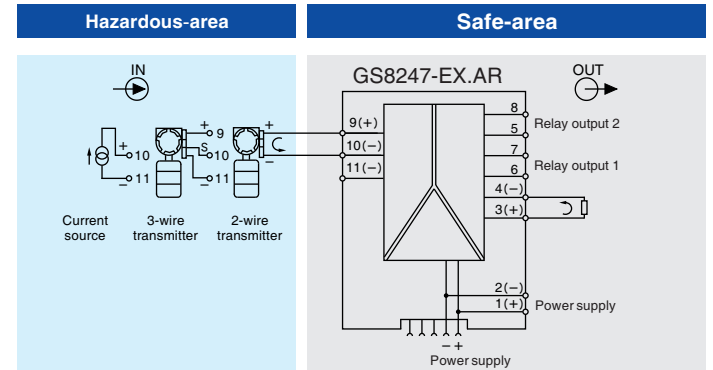 Hazardous-area
Safe-area
IN
GS8247-EX.AR
OUT
+ 9
+ 10
S 10
− 11
− 11
+
−
9(+)
10(−)
11(−)
8
5
Relay output 2
7
6
Relay output 1
4(−)
3(+)
2(−)
1(+)
Power supply
− +
Power supply
Current
source
3-wire
transmitter
2-wire
transmitter